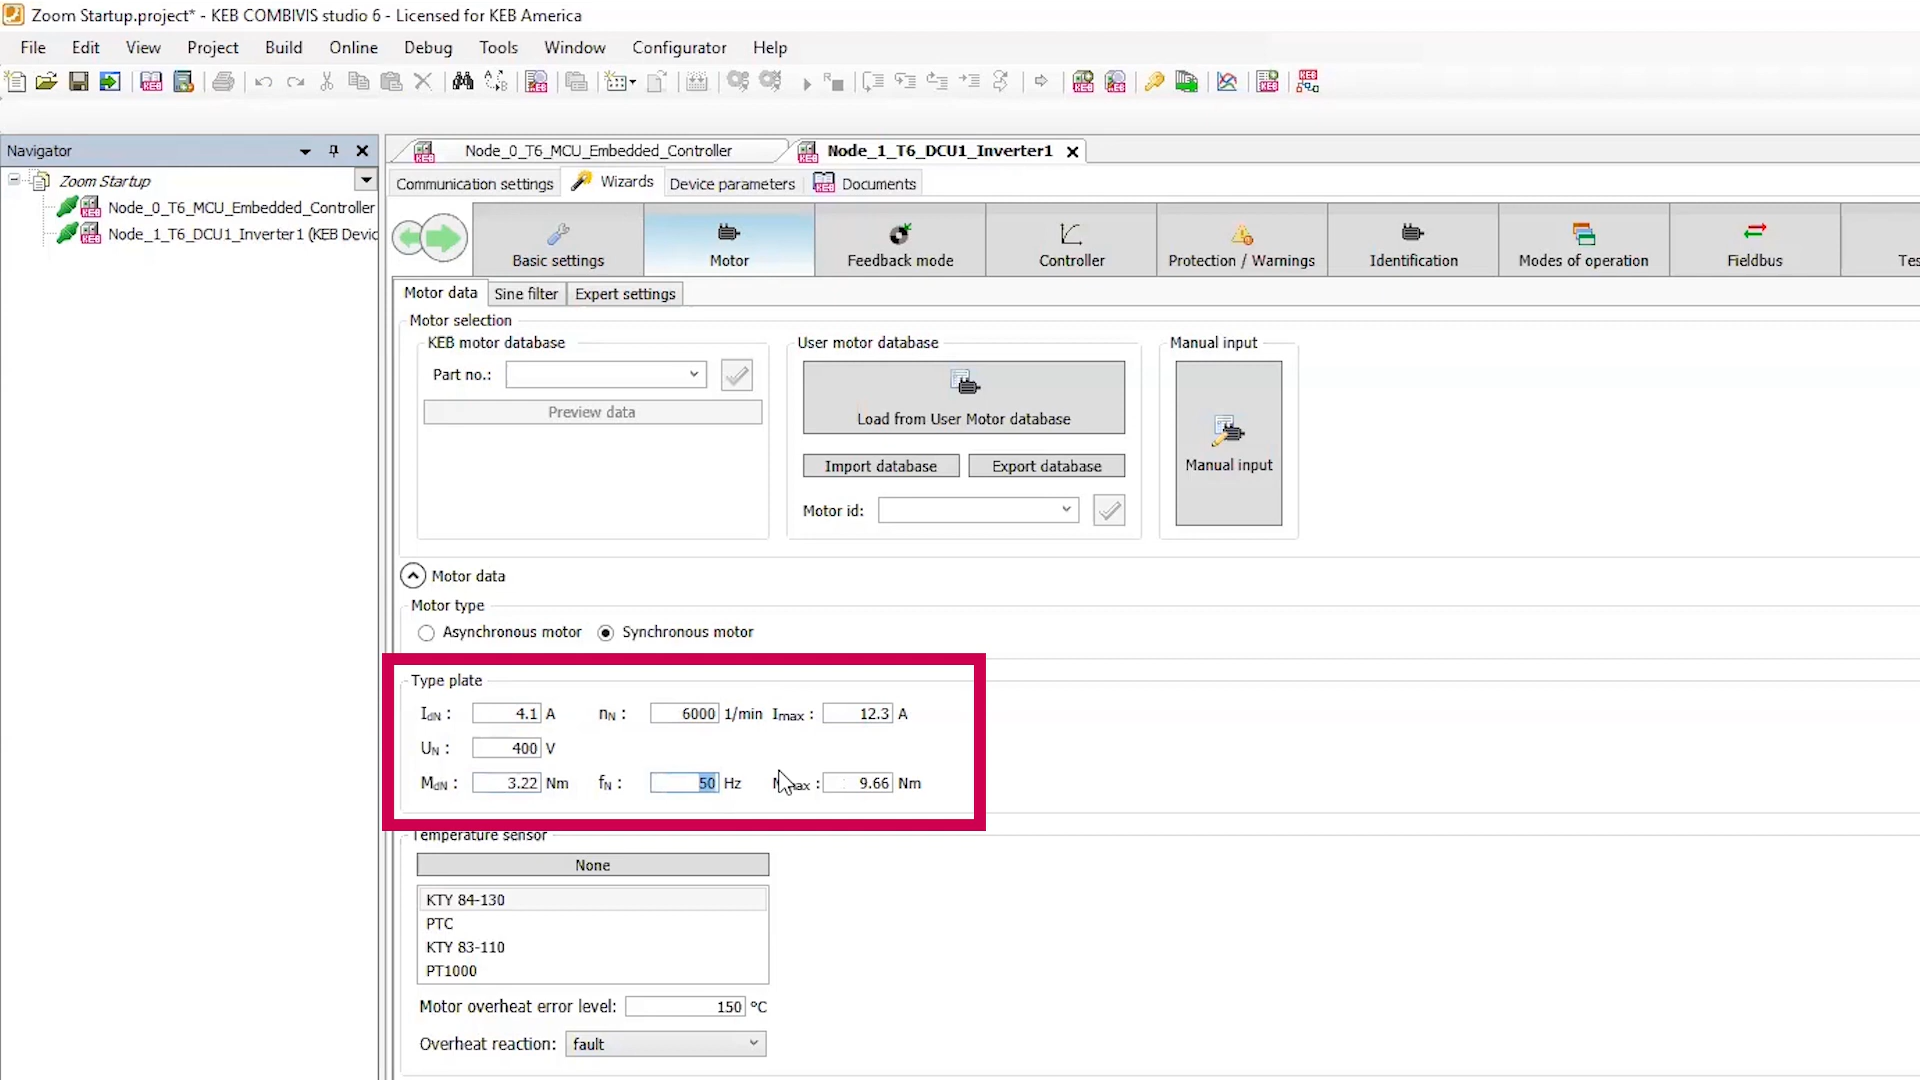 Zoom Startup.project* - KEB COMBIVIS studio 6 - Licensed for KEB America
File Edit View Project Build Online Debug Tools Window Configurator Help
Navigator
Node_0_T6_MCU_Embedded_Controller Node_1_T6_DCU1_Inverter1
Zoom Startup
Communication settings Wizards Device parameters Documents
Node_0_T6_MCU_Embedded_Controller
Node_1_T6_DCU1_Inverter1 (KEB Devic
Basic settings Motor Feedback mode Controller Protection / Warnings Identification Modes of operation Fieldbus Tes
Motor data Sine filter Expert settings
Motor selection
KEB motor database User motor database Manual input
Part no.:
Preview data
Load from User Motor database
Import database Export database
Manual input
Motor id:
Motor data
Motor type
Asynchronous motor Synchronous motor
Type plate
IdN : 4.1 A nN : 6000 1/min Imax : 12.3 A
UN : 400 V
MdN : 3.22 Nm fN : 50 Hz ax : 9.66 Nm
Temperature sensor
None
KTY 84-130
PTC
KTY 83-110
PT1000
Motor overheat error level: 150 °C
Overheat reaction: fault